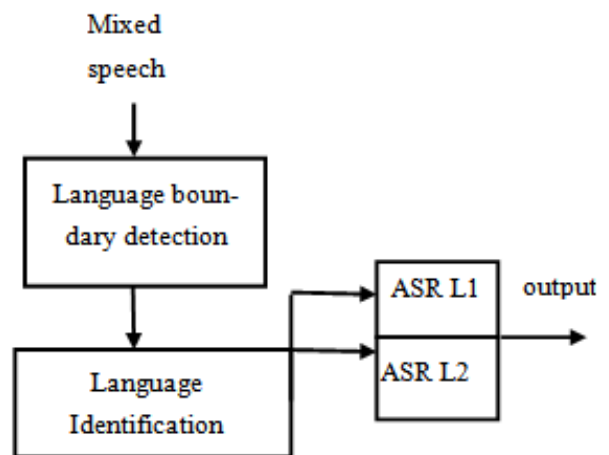 Mixed
speech
Language boun-
dary detection
ASR L1
output
ASR L2
Language
Identification